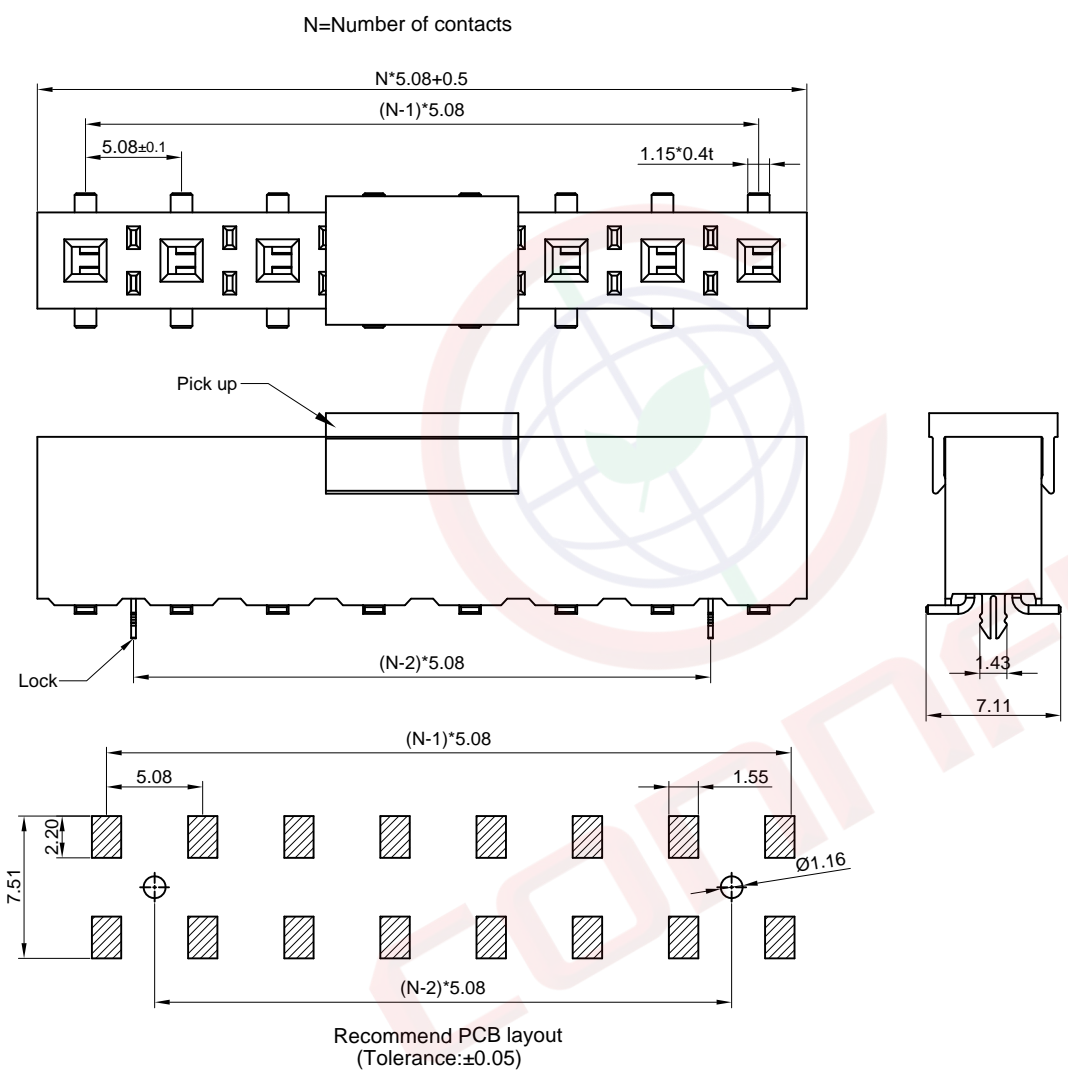 N=Number of contacts
N*5.08+0.5
(N-1)*5.08
5.08±0.1
1.15*0.4t
Pick up
Lock
(N-2)*5.08
1.43
7.11
(N-1)*5.08
5.08
1.55
2.20
7.51
Ø1.16
(N-2)*5.08
Recommend PCB layout
(Tolerance:±0.05)